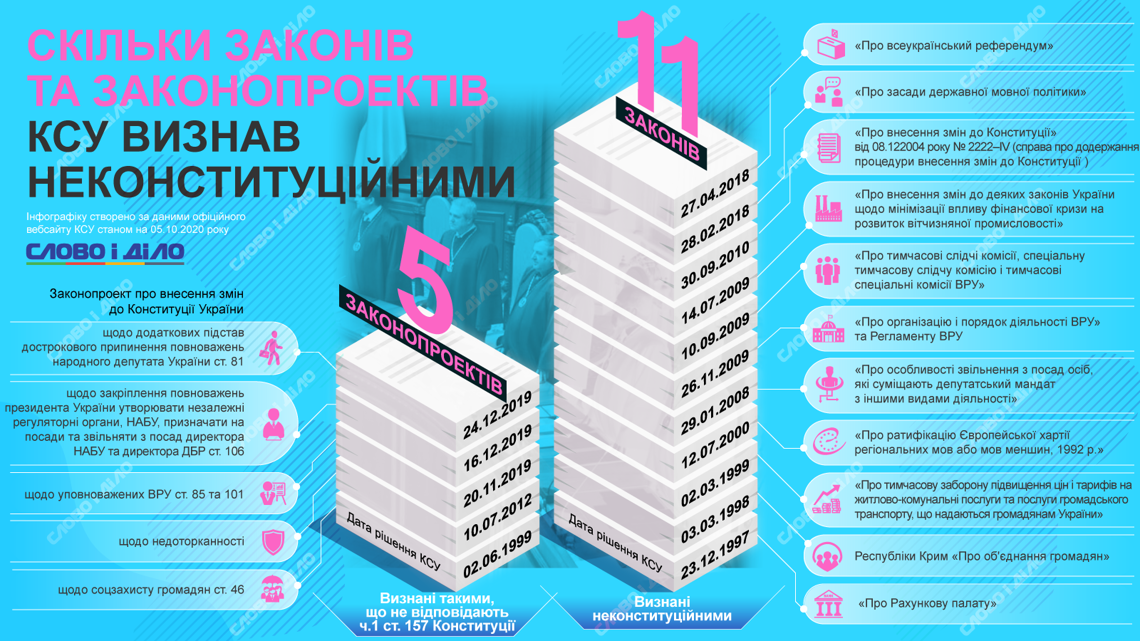 СКІЛЬКИ ЗАКОНІВ
ТА ЗАКОНОПРОЕКТІВ
КСУ ВИЗНАВ
НЕКОНСТИТУЦІЙНИМИ
Інфографіку створено за даними офіційного
вебсайту КСУ станом на 05.10.2020 року
СЛОВО і ДІЛО
Законопроект про внесення змін
до Конституції України
щодо додаткових підстав
дострокового припинення повноважень
народного депутата України ст. 81
щодо закріплення повноважень
президента України утворювати незалежні
регуляторні органи, НАБУ, призначати на
посади та звільняти з посад директора
НАБУ та директора ДБР ст. 106
щодо уповноважених ВРУ ст. 85 та 101
щодо недоторканності
щодо соцзахисту громадян ст. 46
5
ЗАКОНОПРОЕКТІВ
24.12.2019
16.12.2019
20.11.2019
10.07.2012
02.06.1999
Дата рішення КСУ
Визнані такими,
що не відповідають
ч.1 ст. 157 Конституції
11
ЗАКОНІВ
27.04.2018
28.02.2018
30.09.2010
14.07.2009
10.09.2009
26.11.2009
29.01.2008
12.07.2000
02.03.1999
03.03.1998
23.12.1997
Дата рішення КСУ
Визнані
неконституційними
«Про всеукраїнський референдум»
«Про засади державної мовної політики»
«Про внесення змін до Конституції»
від 08.122004 року № 2222–IV (справа про додержання
процедури внесення змін до Конституції )
«Про внесення змін до деяких законів України
щодо мінімізації впливу фінансової кризи на
розвиток вітчизняної промисловості»
«Про тимчасові слідчі комісії, спеціальну
тимчасову слідчу комісію і тимчасові
спеціальні комісії ВРУ»
«Про організацію і порядок діяльності ВРУ»
та Регламенту ВРУ
«Про особливості звільнення з посад осіб,
які суміщають депутатський мандат
з іншими видами діяльності»
«Про ратифікацію Європейської хартії
регіональних мов або мов меншин, 1992 р.»
«Про тимчасову заборону підвищення цін і тарифів на
житлово-комунальні послуги та послуги громадського
транспорту, що надаються громадянам України»
Республіки Крим «Про об'єднання громадян»
«Про Рахункову палату»